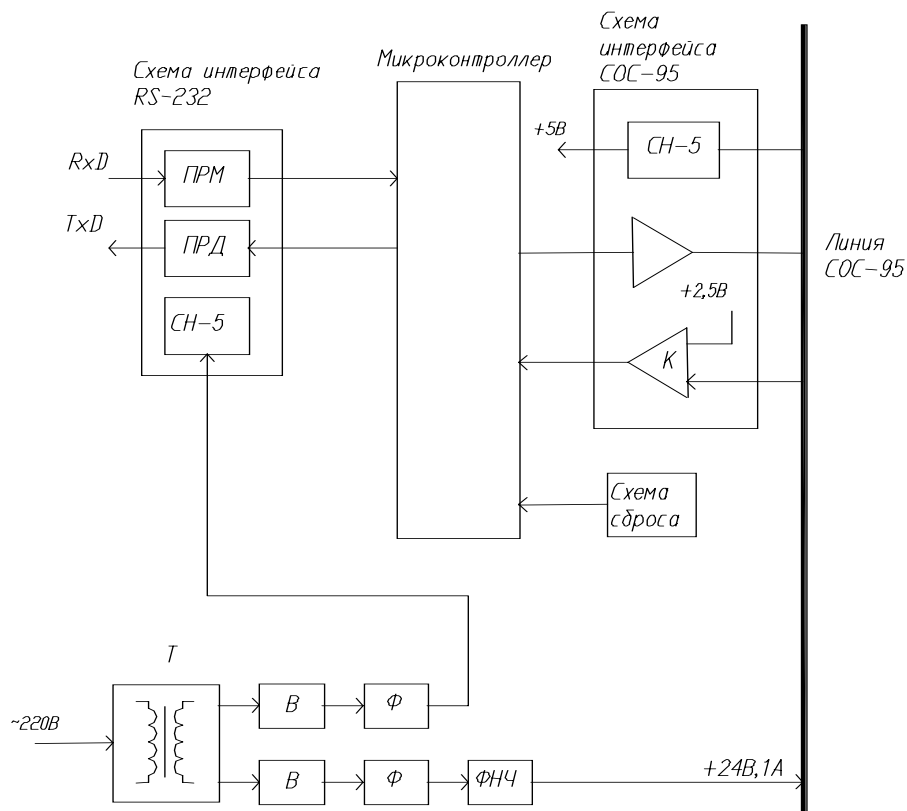 Схема
интерфейса
СОС-95
Микроконтроллер
Схема интерфейса
RS-232
+5В
СН-5
RxD
ПРМ
TxD
ПРД
Линия
СОС-95
+2,5В
СН-5
К
Схема
сброса
Т
~220В
В
Ф
В
Ф
ФНЧ
+24В,1А